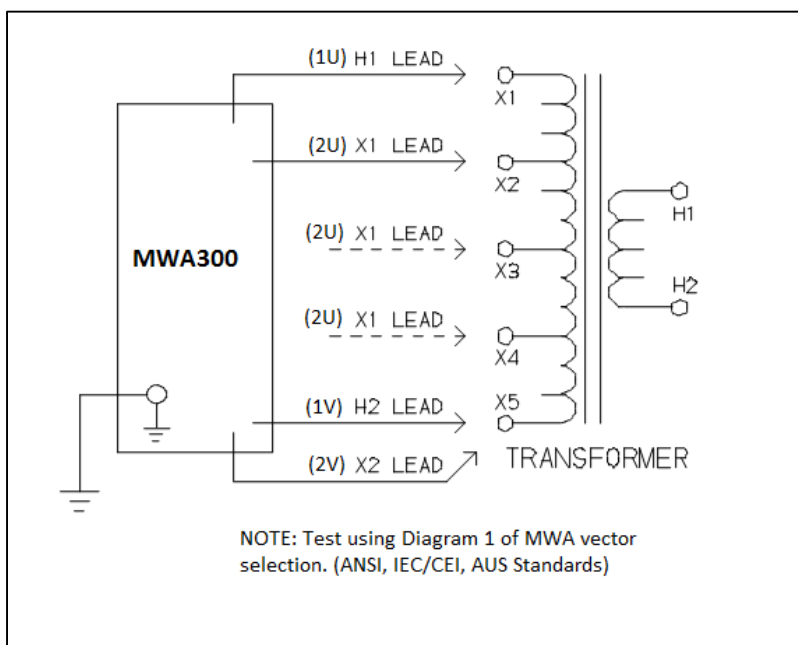 (1U) H1 LEAD
X1
(2U) X1 LEAD
X2
H1
MWA300
(2U) X1 LEAD
X3
H2
(2U) X1 LEAD
X4
X5
(1V) H2 LEAD
TRANSFORMER
(2V) X2 LEAD
NOTE: Test using Diagram 1 of MWA vector
selection. (ANSI, IEC/CEI, AUS Standards)